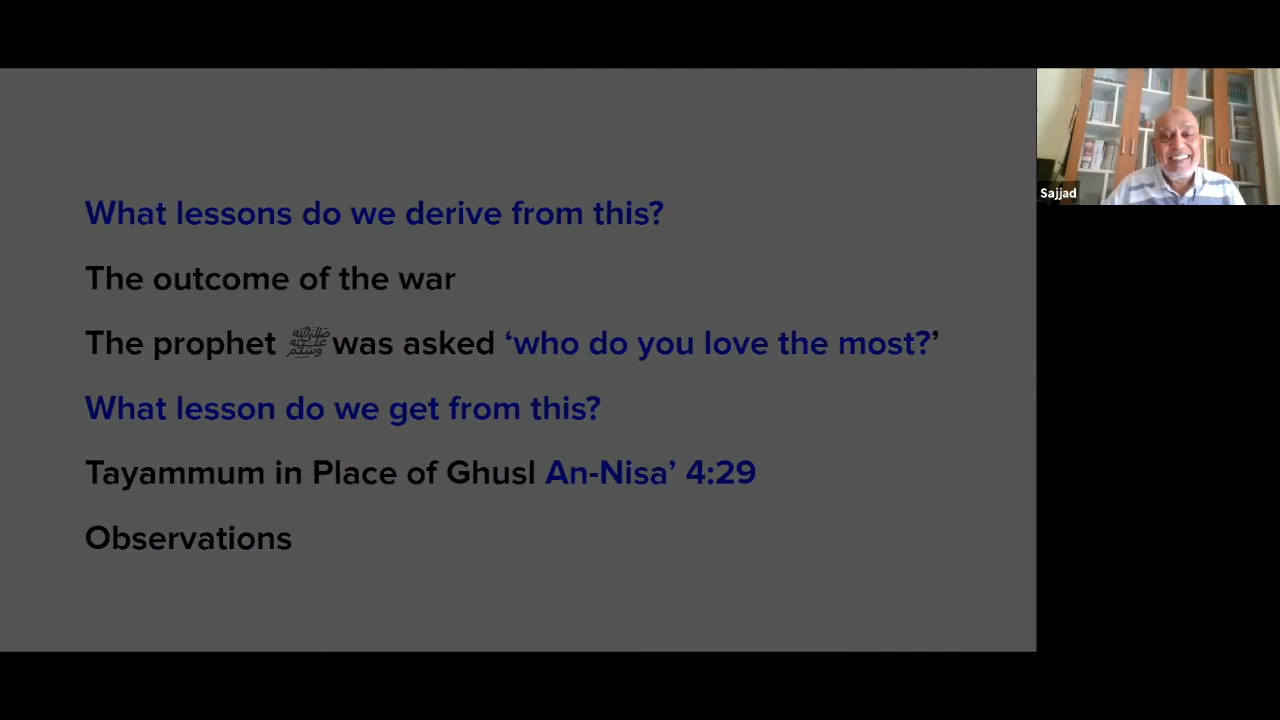 What lessons do we derive from this?
The outcome of the war
The prophet ﷺ was asked ‘who do you love the most?’
What lesson do we get from this?
Tayammum in Place of Ghusl An-Nisa’ 4:29
Observations
Sajjad